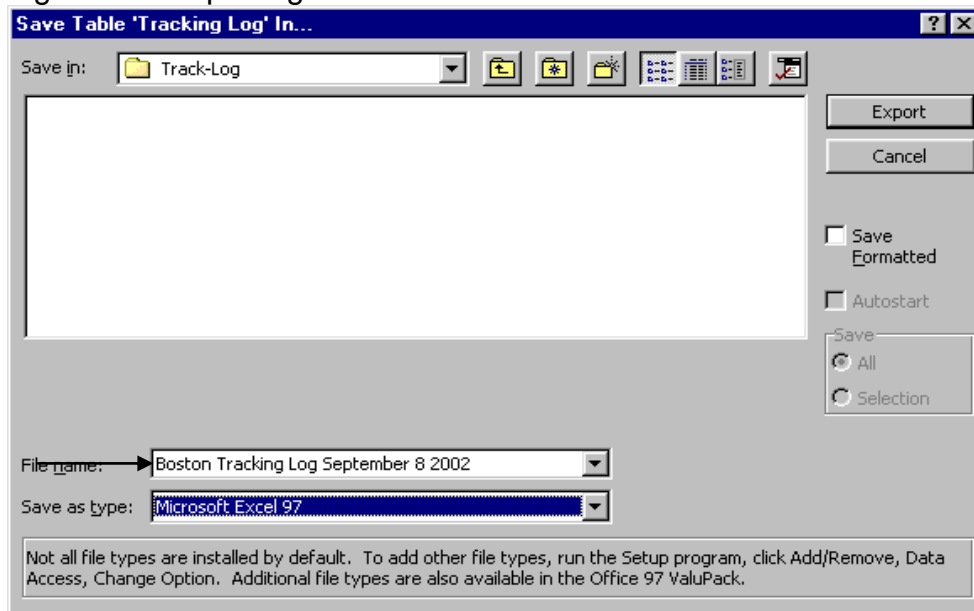 Save Table 'Tracking Log' In...
Save in: Track-Log
Export
Cancel
Save
Formatted
Autostart
Save
All
Selection
File name: Boston Tracking Log September 8 2002
Save as type: Microsoft Excel 97
Not all file types are installed by default. To add other file types, run the Setup program, click Add/Remove, Data
Access, Change Option. Additional file types are also available in the Office 97 ValuPack.